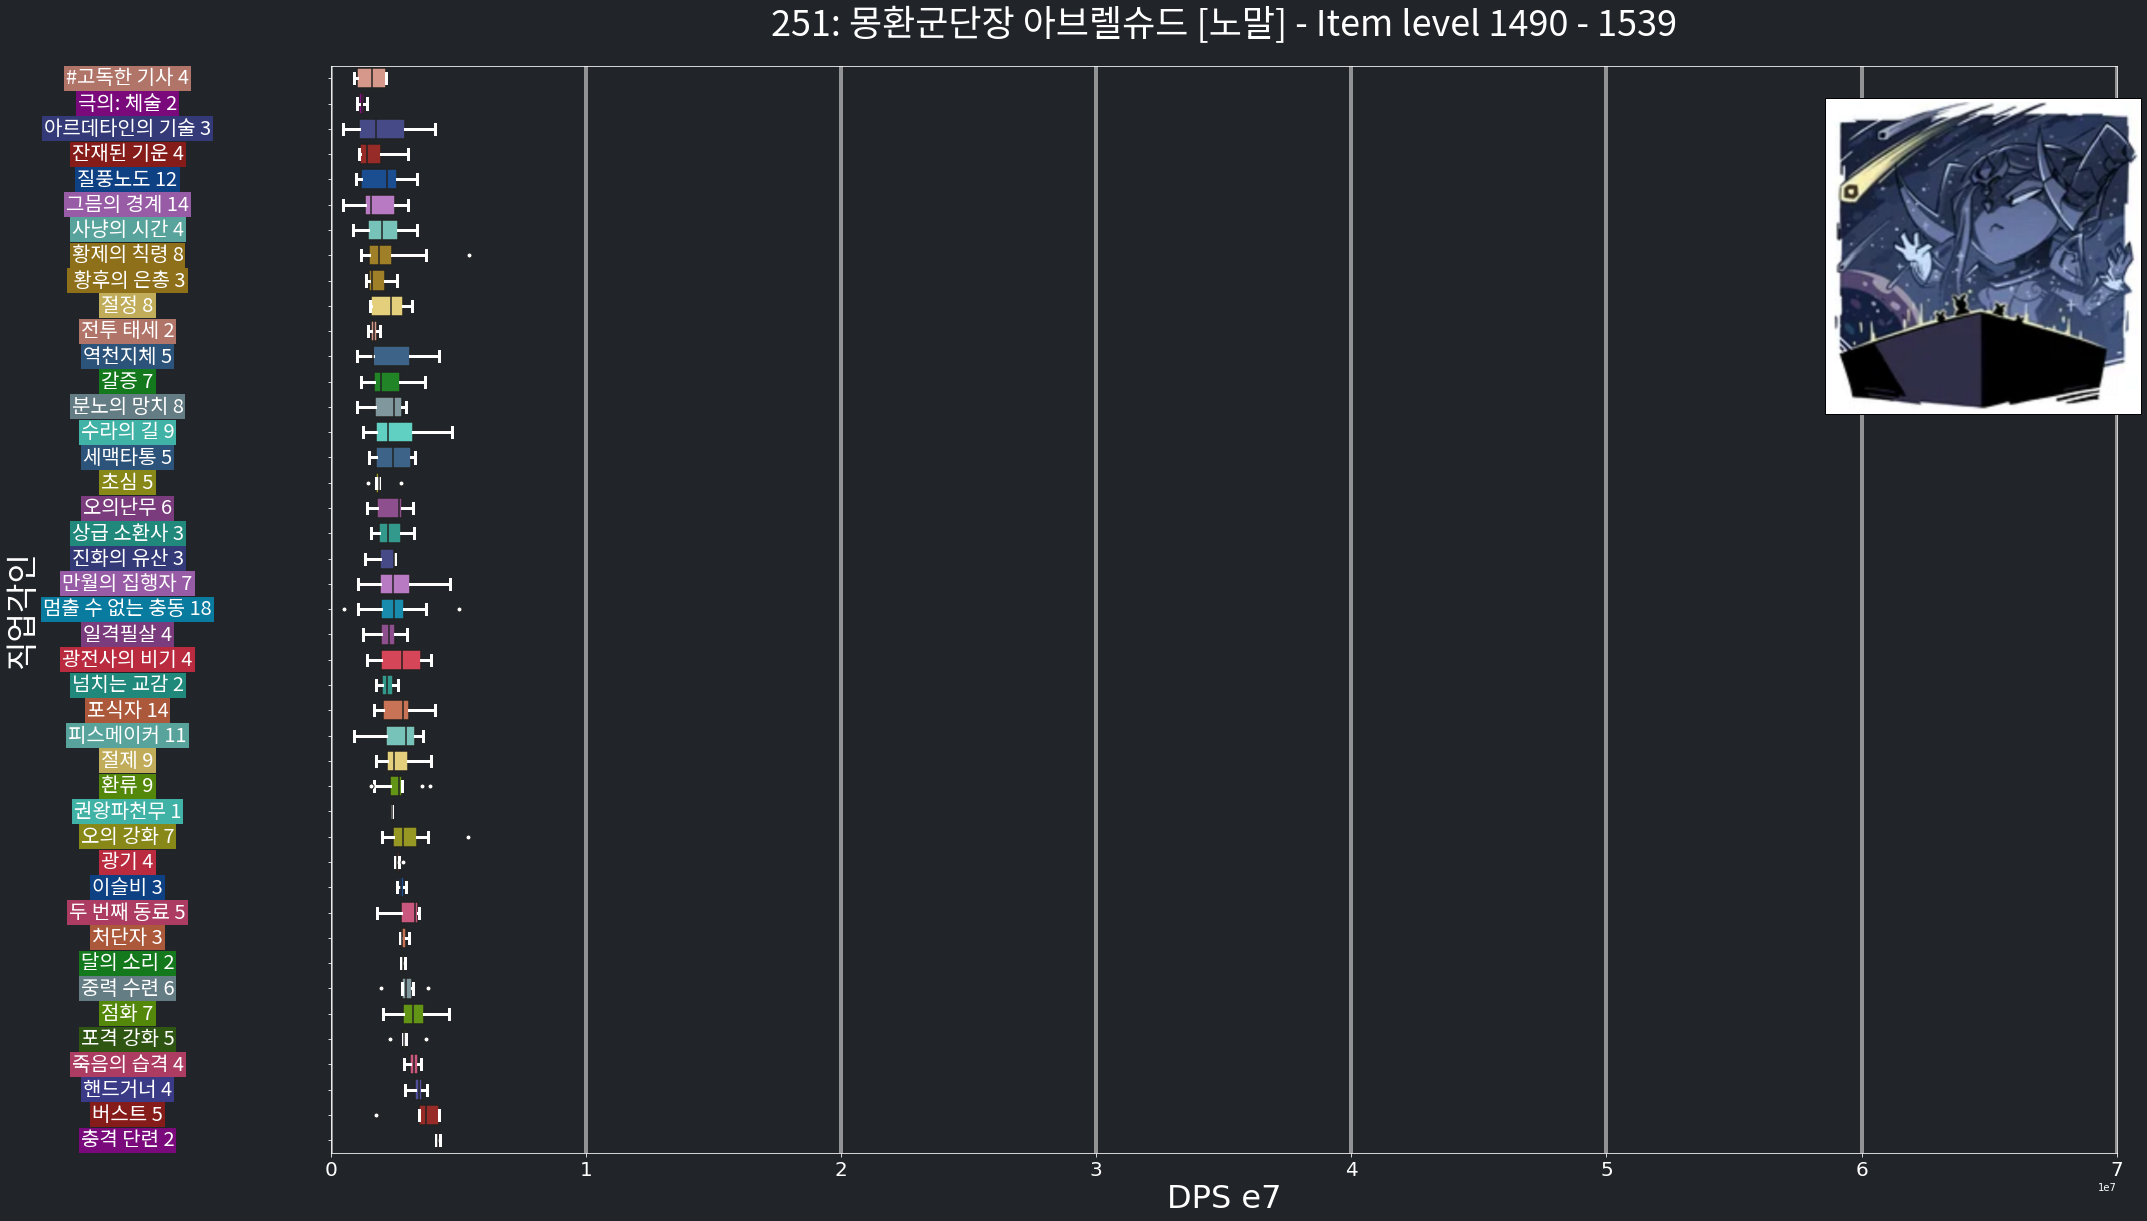 251: 몽환군단장 아브렐슈드 [노말] - Item level 1490 - 1539
#고독한 기사 4
극의: 체술 2
아르데타인의 기술 3
잔재된 기운 4
질풍노도 12
그믐의 경계 14
사냥의 시간 4
황제의 칙령 8
황후의 은총 3
절정 8
전투 태세 2
역천지체 5
갈증 7
분노의 망치 8
수라의 길 9
세맥타통 5
초심 5
오의난무 6
상급 소환사 3
진화의 유산 3
만월의 집행자 7
멈출 수 없는 충동 18
일격필살 4
광전사의 비기 4
넘치는 교감 2
포식자 14
피스메이커 11
절제 9
환류 9
권왕파천무 1
오의 강화 7
광기 4
이슬비 3
두 번째 동료 5
처단자 3
달의 소리 2
중력 수련 6
점화 7
포격 강화 5
죽음의 습격 4
핸드거너 4
버스트 5
충격 단련 2
직업각인
0 1 2 3 4 5 6 7
1e7
DPS e7